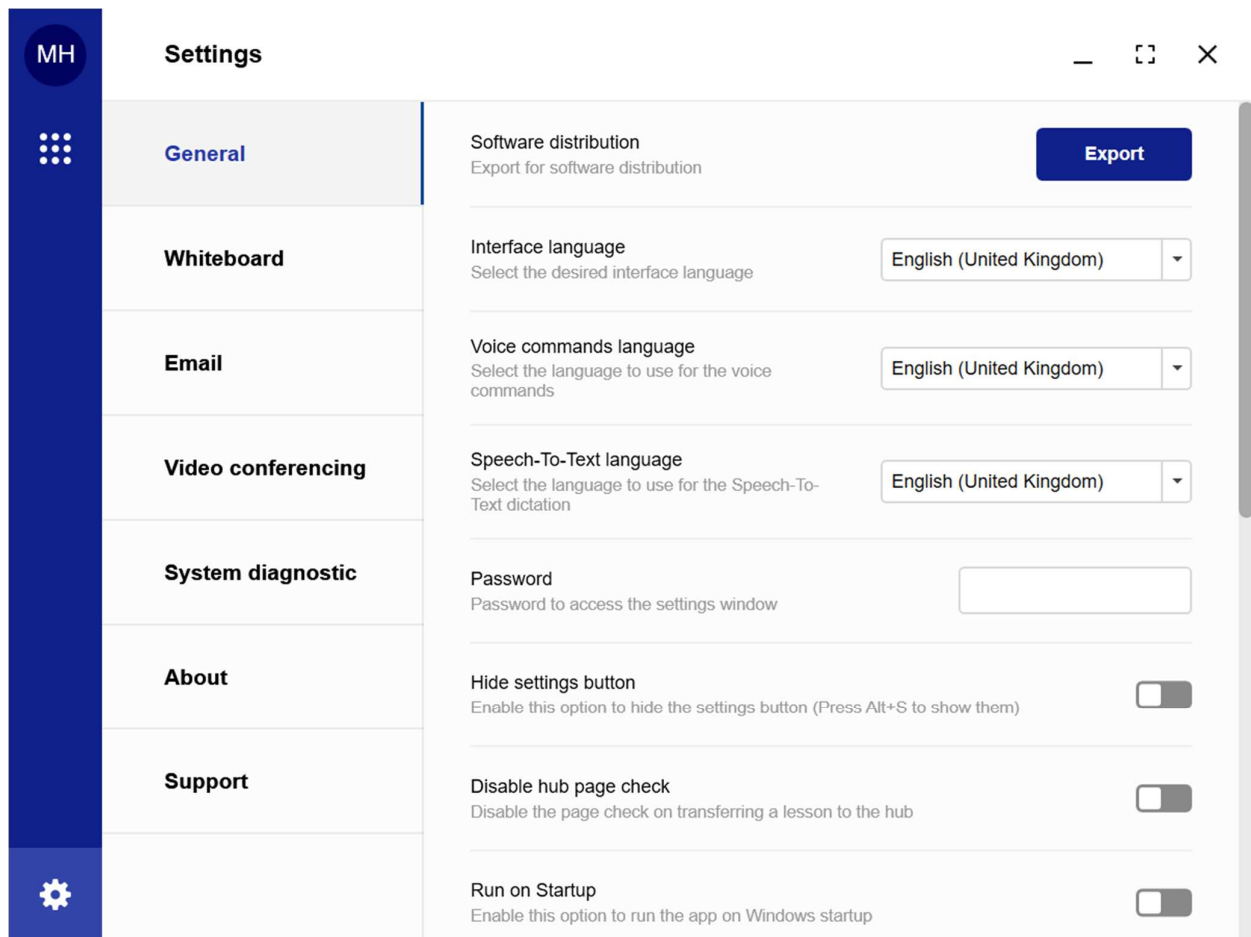 MH
Settings
General
Whiteboard
Email
Video conferencing
System diagnostic
About
Support
Software distribution
Export for software distribution
Export
Interface language
Select the desired interface language
English (United Kingdom)
Voice commands language
Select the language to use for the voice
commands
English (United Kingdom)
Speech-To-Text language
Select the language to use for the Speech-To-
Text dictation
English (United Kingdom)
Password
Password to access the settings window
Hide settings button
Enable this option to hide the settings button (Press Alt+S to show them)
Disable hub page check
Disable the page check on transferring a lesson to the hub
Run on Startup
Enable this option to run the app on Windows startup